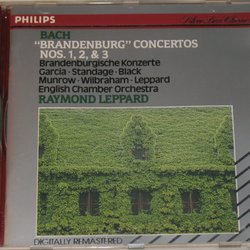 PHILIPS
Silver Line Classics
BACH
"BRANDENBURG" CONCERTOS
NOS. 1, 2, & 3
Brandenburgische Konzerte
Garcia · Standage · Black
Munrow · Wilbraham · Leppard
English Chamber Orchestra
RAYMOND LEPPARD
DIGITALLY REMASTERED